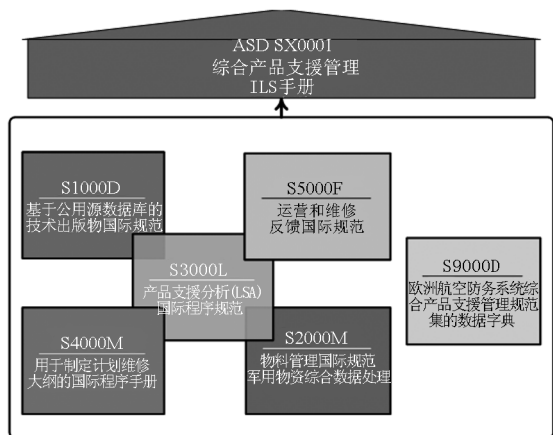 ASD SX000I
综合产品支援管理
ILS手册
S1000D
基于公用源数据库的
技术出版物国际规范
S5000F
运营和维修
反馈国际规范
S3000L
产品支援分析(LSA)
国际程序规范
S9000D
欧洲航空防务系统综
合产品支援管理规范
集的数据字典
S4000M
用于制定计划维修
大纲的国际程序手册
S2000M
物料管理国际规范
军用物资综合数据处理